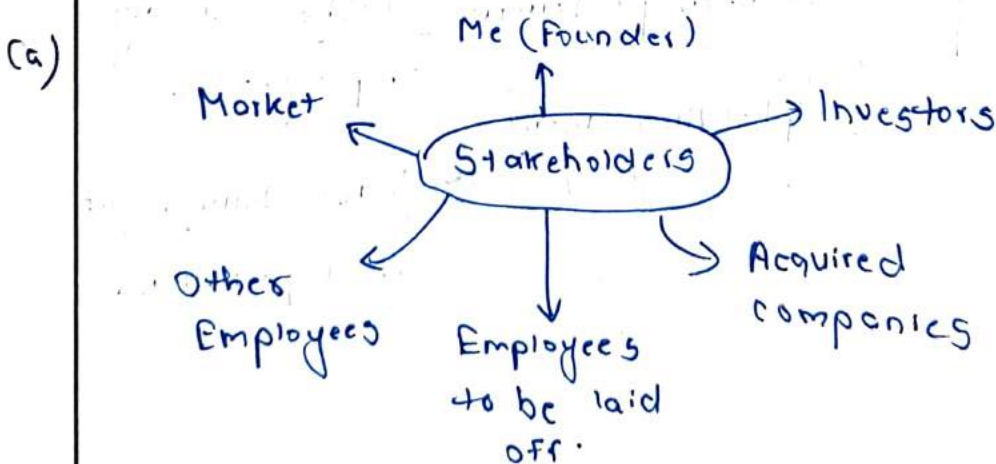 (a)
Me (Founder)
Market
Investors
Stakeholders
Other
Employees
Employees
to be laid
off.
Acquired
companies